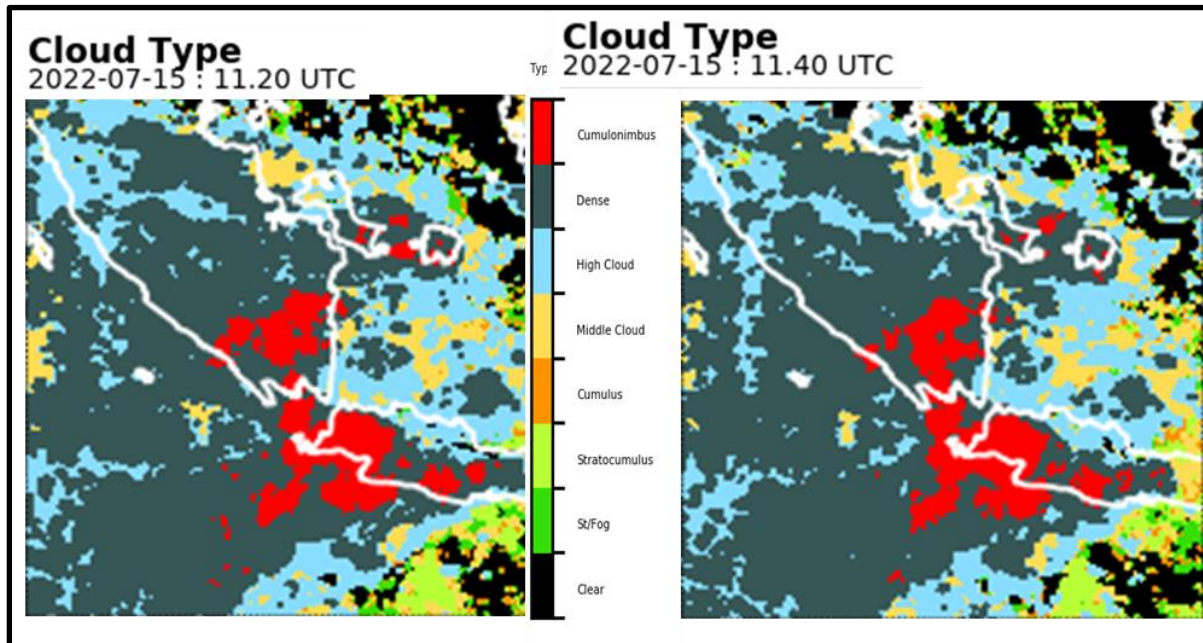 Cloud Type
2022-07-15 : 11.20 UTC
Typ
Cloud Type
2022-07-15 : 11.40 UTC
Cumulonimbus
Dense
High Cloud
Middle Cloud
Cumulus
Stratocumulus
St/Fog
Clear